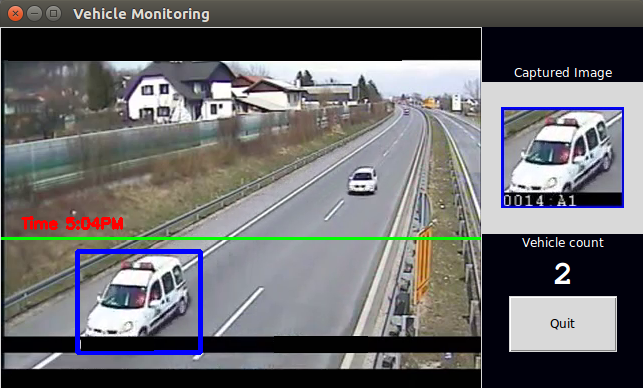 Vehicle Monitoring
Captured Image
0014:A1
Time 5:04PM
Vehicle count
2
Quit